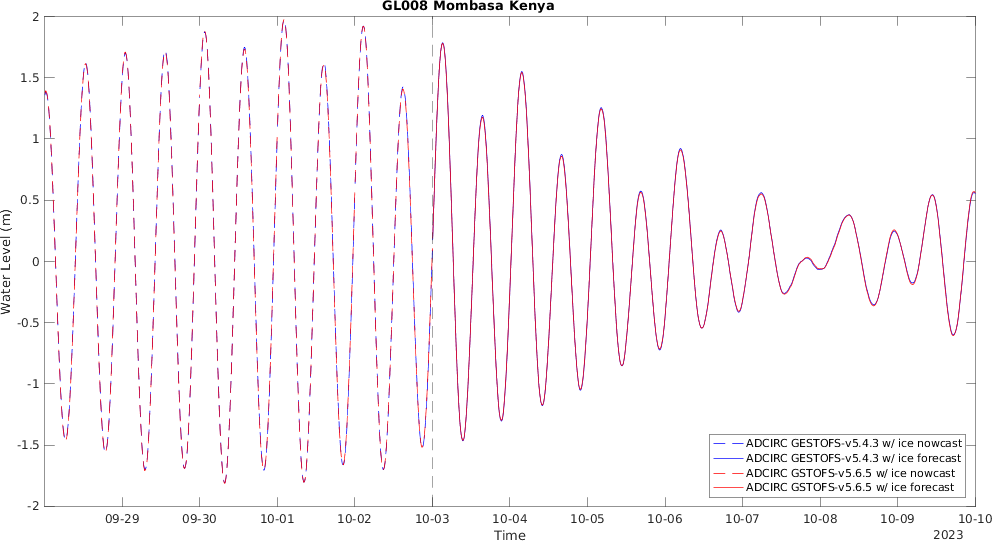 GL008 Mombasa Kenya
2
1.5
1
0.5
0
-0.5
-1
-1.5
-2
Water Level (m)
ADCIRC GESTOFS-v5.4.3 w/ ice nowcast
ADCIRC GESTOFS-v5.4.3 w/ ice forecast
ADCIRC GSTOFS-v5.6.5 w/ ice nowcast
ADCIRC GSTOFS-v5.6.5 w/ ice forecast
09-29 09-30 10-01 10-02 10-03 10-04 10-05 10-06 10-07 10-08 10-09 10-10
Time
2023